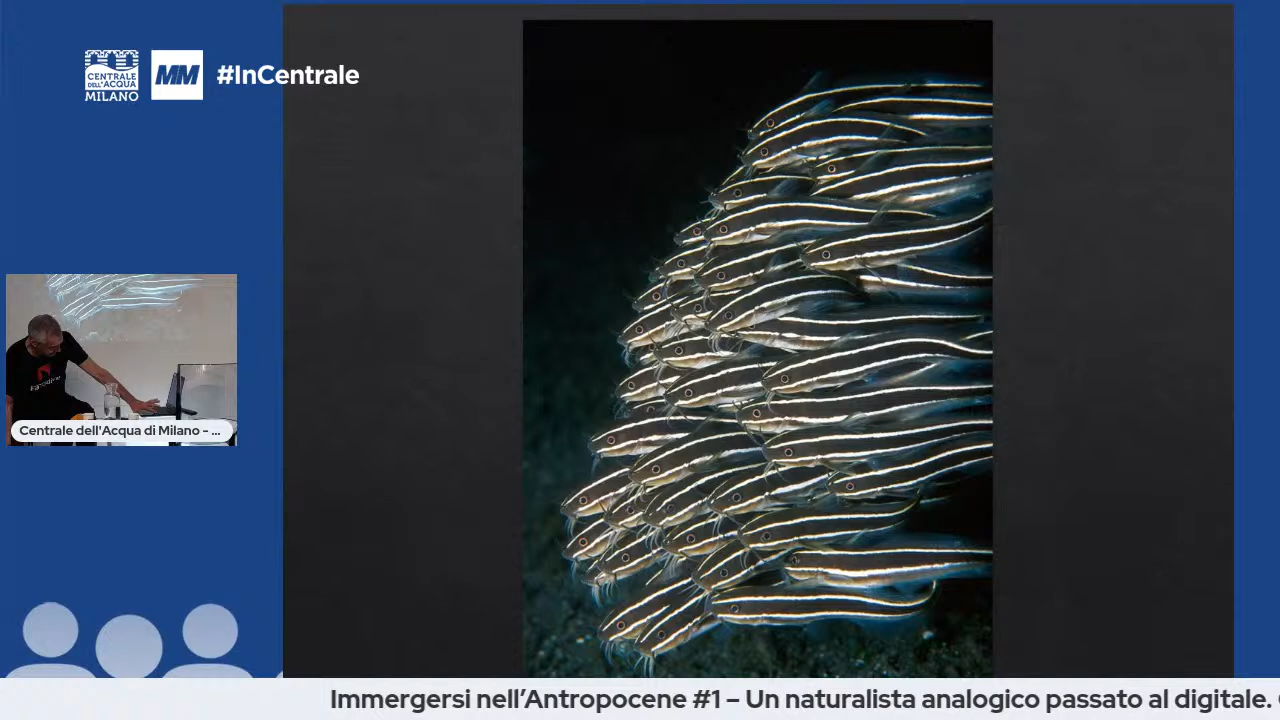 CENTRALE
DELL'ACQUA
MILANO
MM
#InCentrale
Centrale dell'Acqua di Milano - ...
Immergersi nell'Antropocene #1 – Un naturalista analogico passato al digitale.